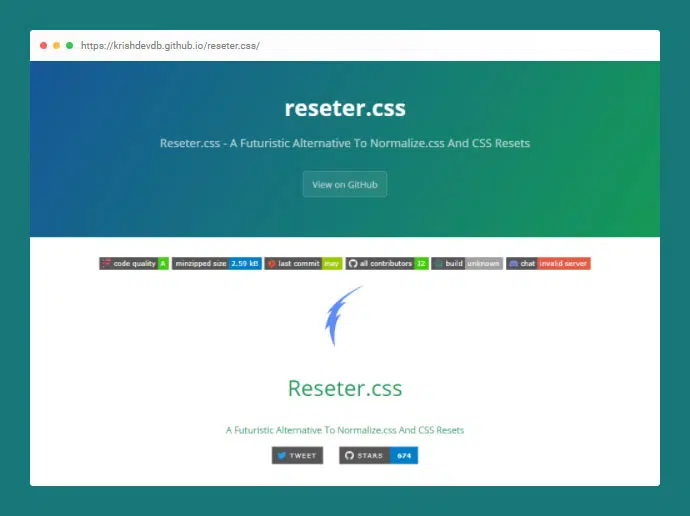 https://krishdevdb.github.io/reseter.css/
reseter.css
Reseter.css - A Futuristic Alternative To Normalize.css And CSS Resets
View on GitHub
code quality A minzipped size 2.59 kB last commit may all contributors 12 build unknown chat invalid server
Reseter.css
A Futuristic Alternative To Normalize.css And CSS Resets
TWEET STARS 674